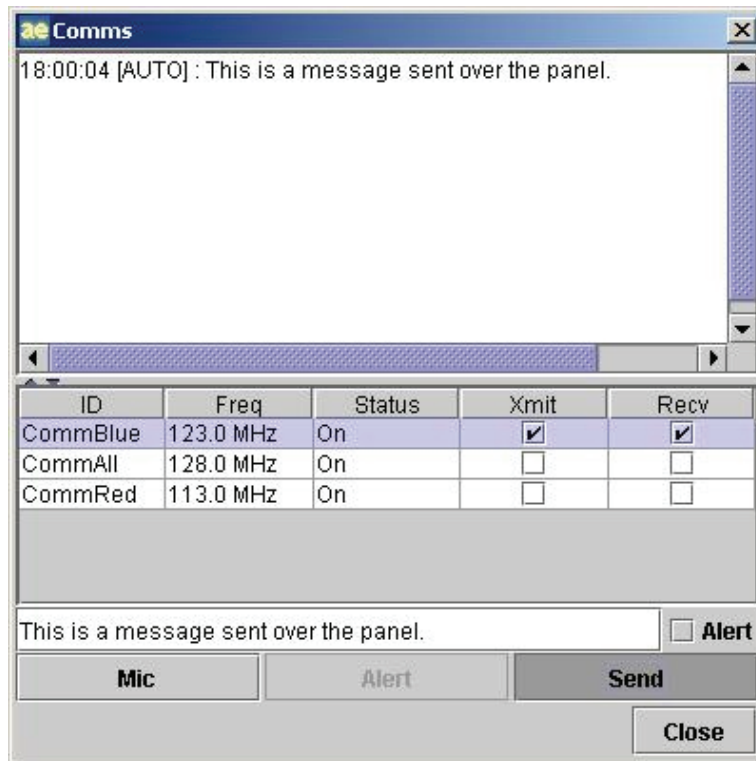 ae Comms
18:00:04 [AUTO] : This is a message sent over the panel.
ID Freq Status Xmit Recv
CommBlue 123.0 MHz On
CommAll 128.0 MHz On
CommRed 113.0 MHz On
This is a message sent over the panel. Alert
Mic Alert Send
Close